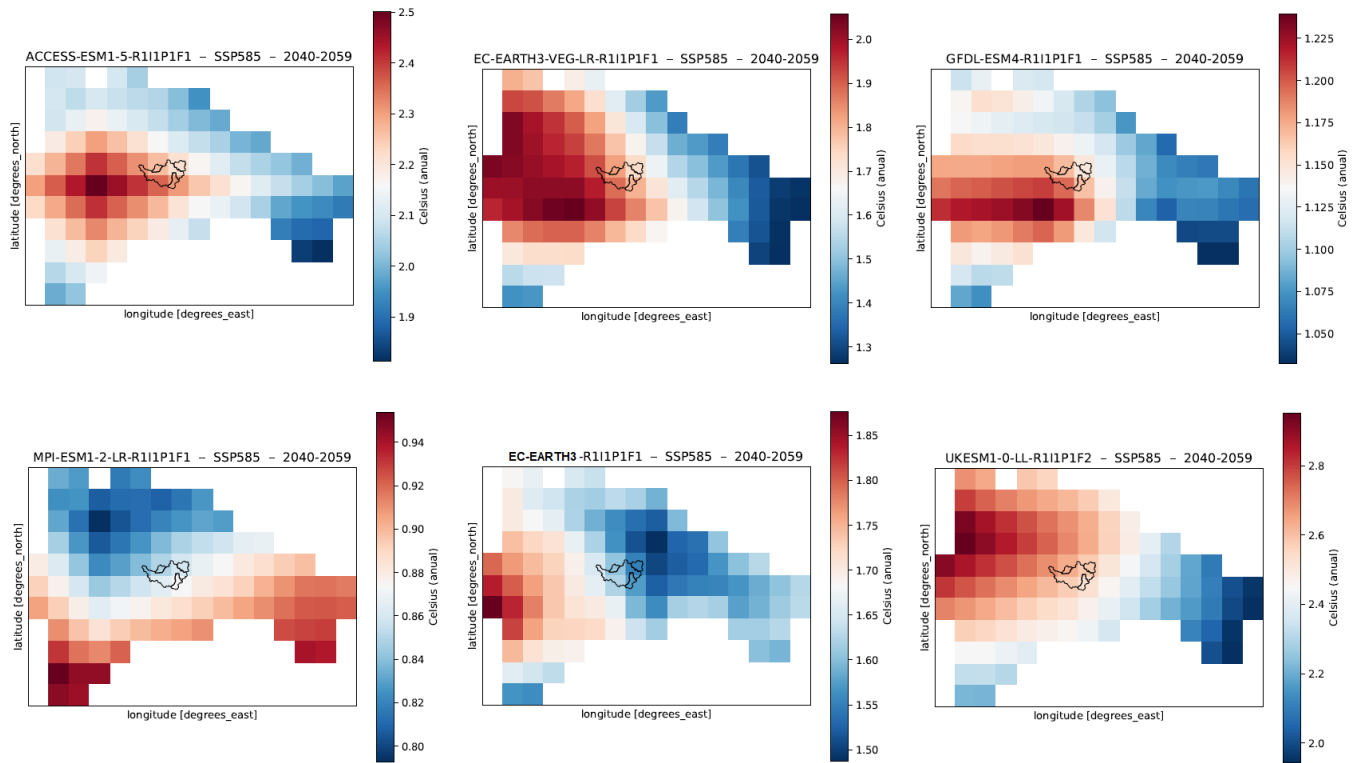 ACCESS-ESM1-5-R1I1P1F1 – SSP585 – 2040-2059
2.5
2.4
2.3
2.2
2.1
2.0
1.9
Celsius (anual)
latitude [degrees_north]
longitude [degrees_east]
EC-EARTH3-VEG-LR-R1I1P1F1 – SSP585 – 2040-2059
2.0
1.9
1.8
1.7
1.6
1.5
1.4
1.3
Celsius (anual)
latitude [degrees_north]
longitude [degrees_east]
GFDL-ESM4-R1I1P1F1 – SSP585 – 2040-2059
1.225
1.200
1.175
1.150
1.125
1.100
1.075
1.050
Celsius (anual)
latitude [degrees_north]
longitude [degrees_east]
MPI-ESM1-2-LR-R1I1P1F1 – SSP585 – 2040-2059
0.94
0.92
0.90
0.88
0.86
0.84
0.82
0.80
Celsius (anual)
latitude [degrees_north]
longitude [degrees_east]
EC-EARTH3-R1I1P1F1 – SSP585 – 2040-2059
1.85
1.80
1.75
1.70
1.65
1.60
1.55
1.50
Celsius (anual)
latitude [degrees_north]
longitude [degrees_east]
UKESM1-0-LL-R1I1P1F2 – SSP585 – 2040-2059
2.8
2.6
2.4
2.2
2.0
Celsius (anual)
latitude [degrees_north]
longitude [degrees_east]